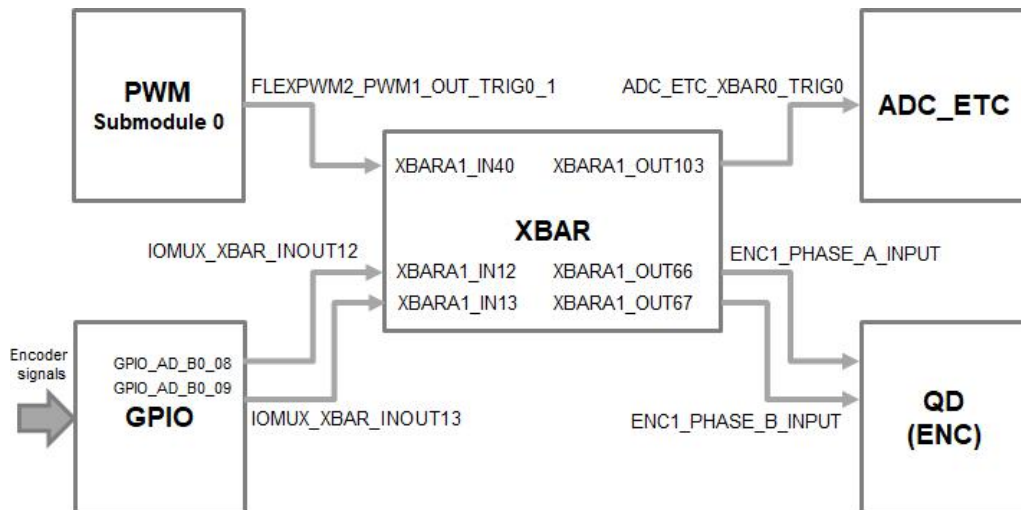 PWM
Submodule 0
FLEXPWM2_PWM1_OUT_TRIG0_1
ADC_ETC_XBAR0_TRIG0
ADC_ETC
XBARA1_IN40 XBARA1_OUT103
XBAR
IOMUX_XBAR_INOUT12
ENC1_PHASE_A_INPUT
XBARA1_IN12 XBARA1_OUT66
XBARA1_IN13 XBARA1_OUT67
Encoder
signals
GPIO_AD_B0_08
GPIO_AD_B0_09
GPIO
IOMUX_XBAR_INOUT13
ENC1_PHASE_B_INPUT
QD
(ENC)